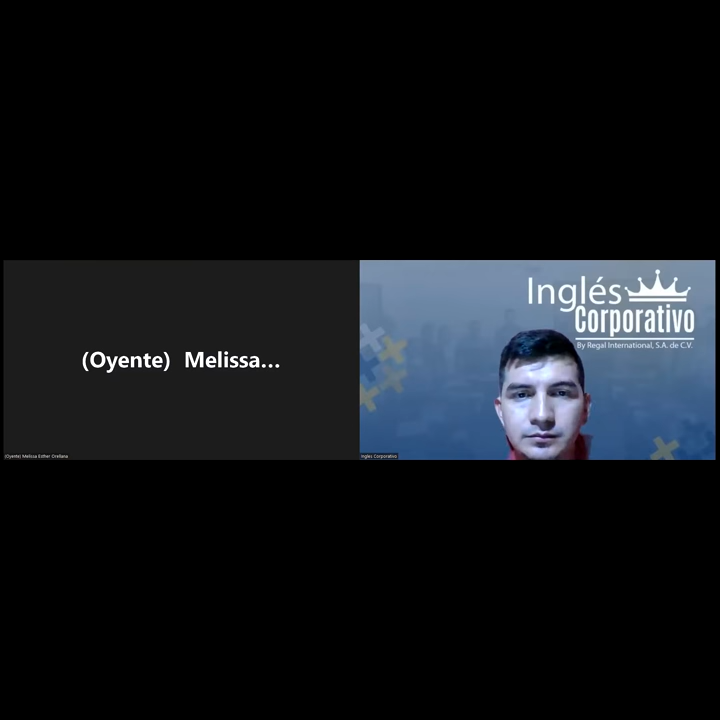 (Oyente) Melissa...
(Oyente) Melissa Esther Orellana
Inglés
Corporativo
By Regal International, S.A. de C.V.
Inglés Corporativo